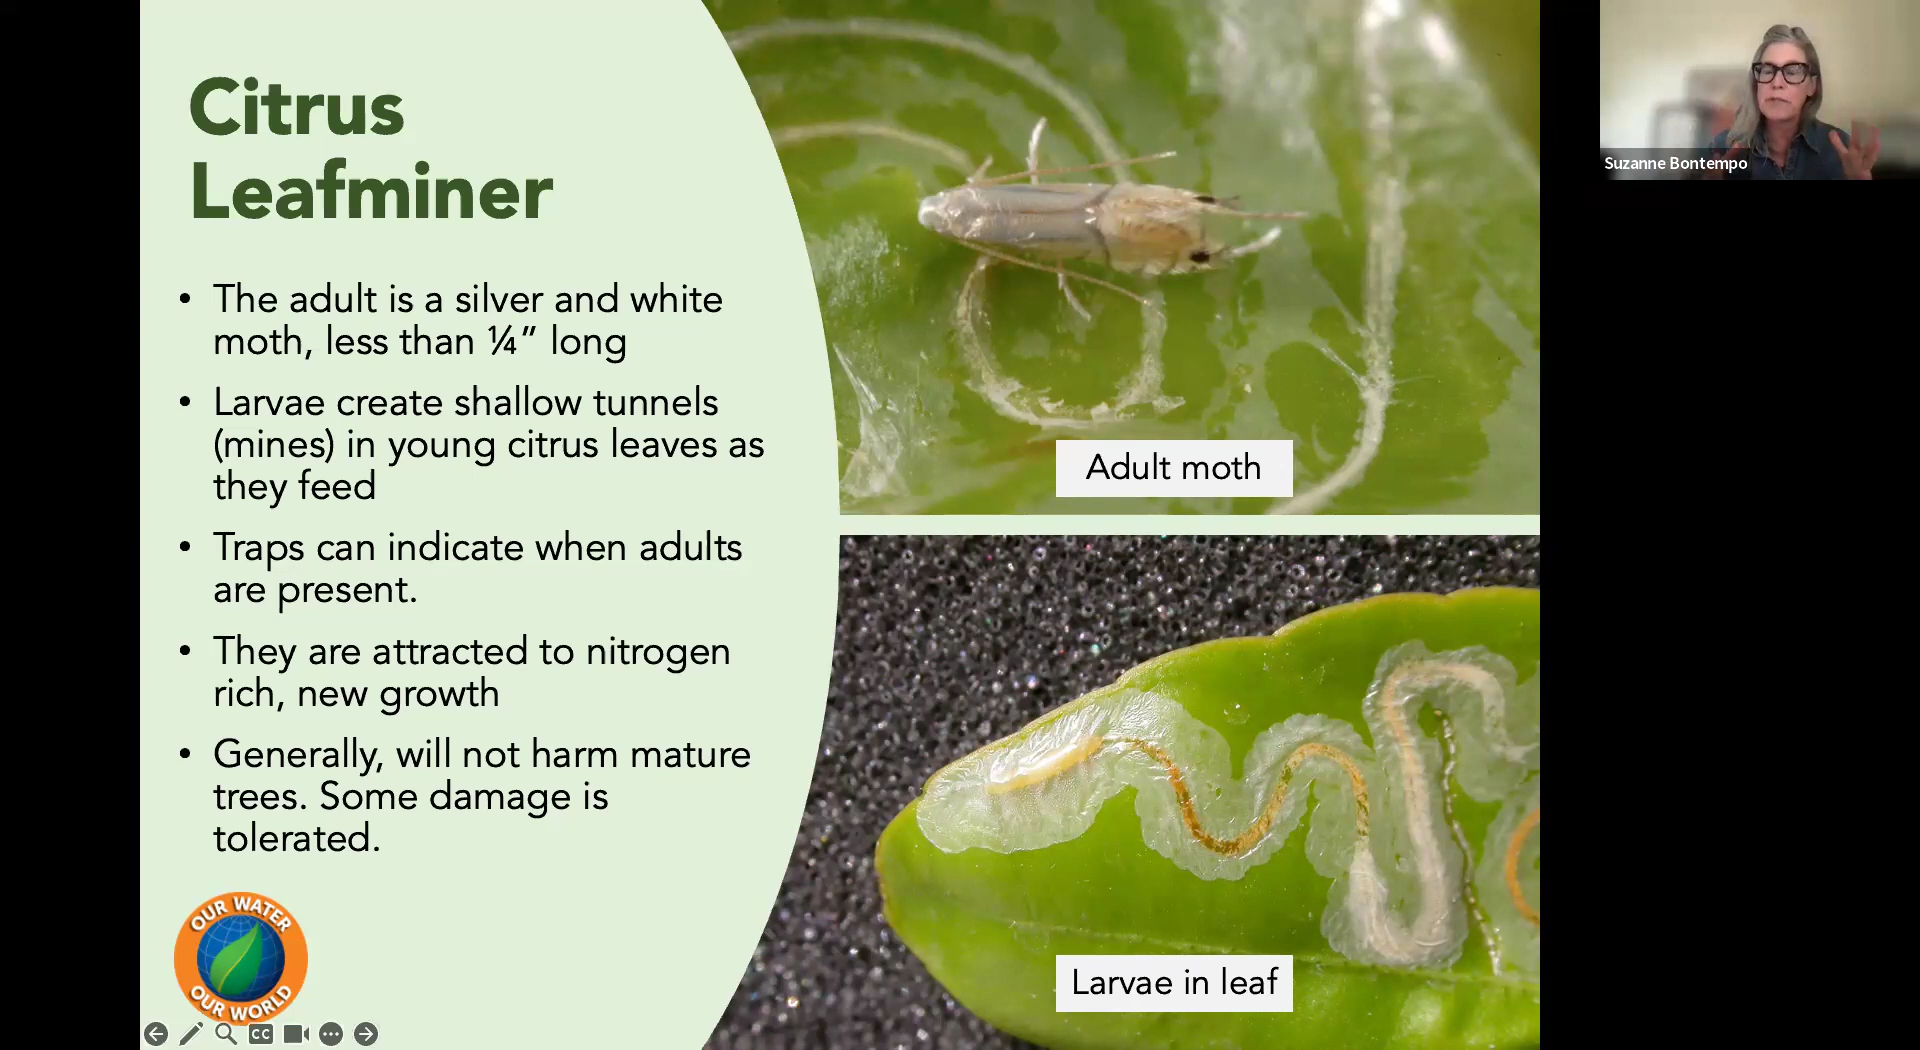 Citrus
Leafminer
• The adult is a silver and white
moth, less than ¼” long
• Larvae create shallow tunnels
(mines) in young citrus leaves as
they feed
• Traps can indicate when adults
are present.
• They are attracted to nitrogen
rich, new growth
• Generally, will not harm mature
trees. Some damage is
tolerated.
OUR WATER
OUR WORLD
CC
Adult moth
Larvae in leaf
Suzanne Bontempo